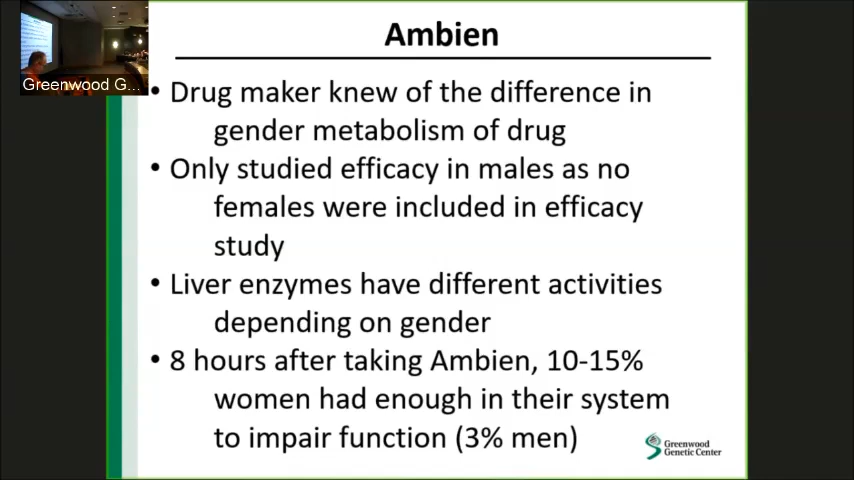 Ambien
Greenwood G...
• Drug maker knew of the difference in
gender metabolism of drug
• Only studied efficacy in males as no
females were included in efficacy
study
• Liver enzymes have different activities
depending on gender
• 8 hours after taking Ambien, 10-15%
women had enough in their system
to impair function (3% men)
Greenwood
Genetic Center